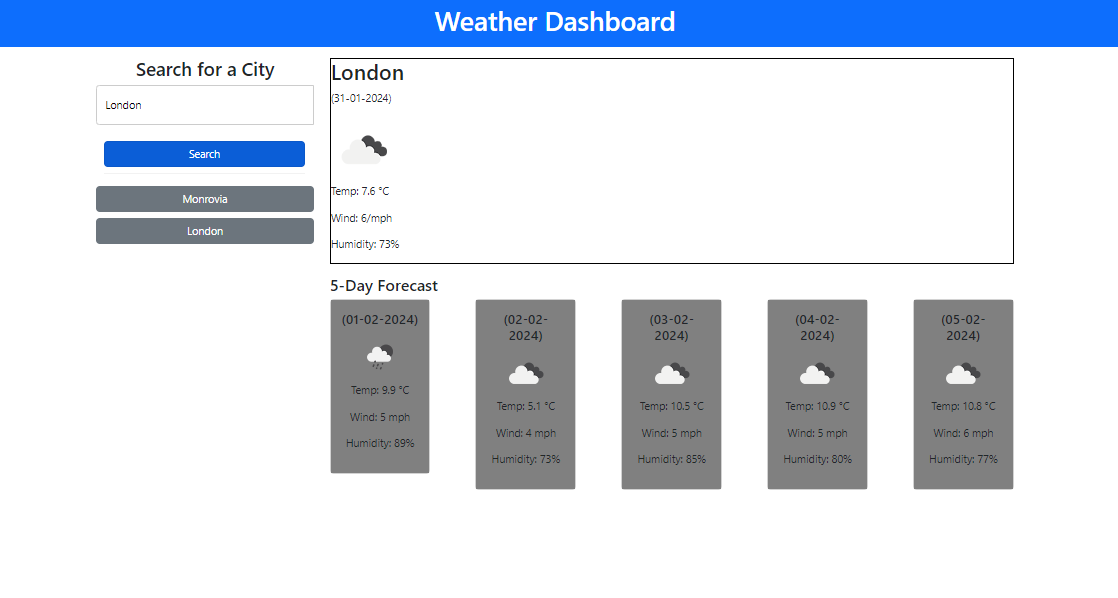 Weather Dashboard
Search for a City
London
Search
Monrovia
London
London
(31-01-2024)
Temp: 7.6 °C
Wind: 6/mph
Humidity: 73%
5-Day Forecast
(01-02-2024)
Temp: 9.9 °C
Wind: 5 mph
Humidity: 89%
(02-02-
2024)
Temp: 5.1 °C
Wind: 4 mph
Humidity: 73%
(03-02-
2024)
Temp: 10.5 °C
Wind: 5 mph
Humidity: 85%
(04-02-
2024)
Temp: 10.9 °C
Wind: 5 mph
Humidity: 80%
(05-02-
2024)
Temp: 10.8 °C
Wind: 6 mph
Humidity: 77%